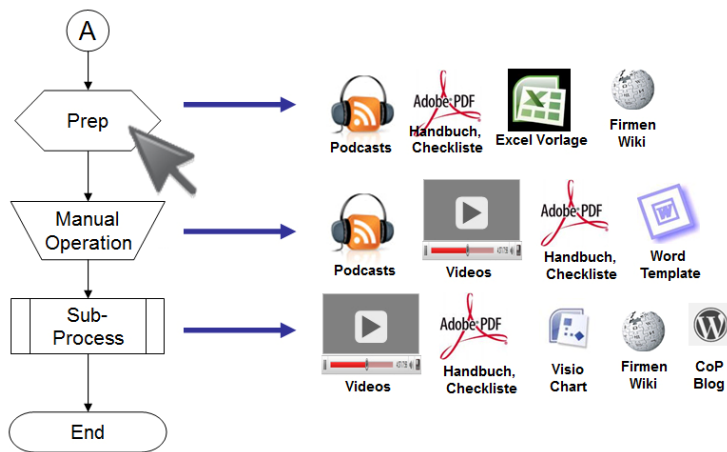 A
Prep
Podcasts
Adobe PDF
Handbuch,
Checkliste
Excel Vorlage
Firmen
Wiki
Manual
Operation
Podcasts
Videos
Adobe PDF
Handbuch,
Checkliste
W
Word
Template
Sub-
Process
Videos
Adobe PDF
Handbuch,
Checkliste
Visio
Chart
Firmen
Wiki
W
CoP
Blog
End